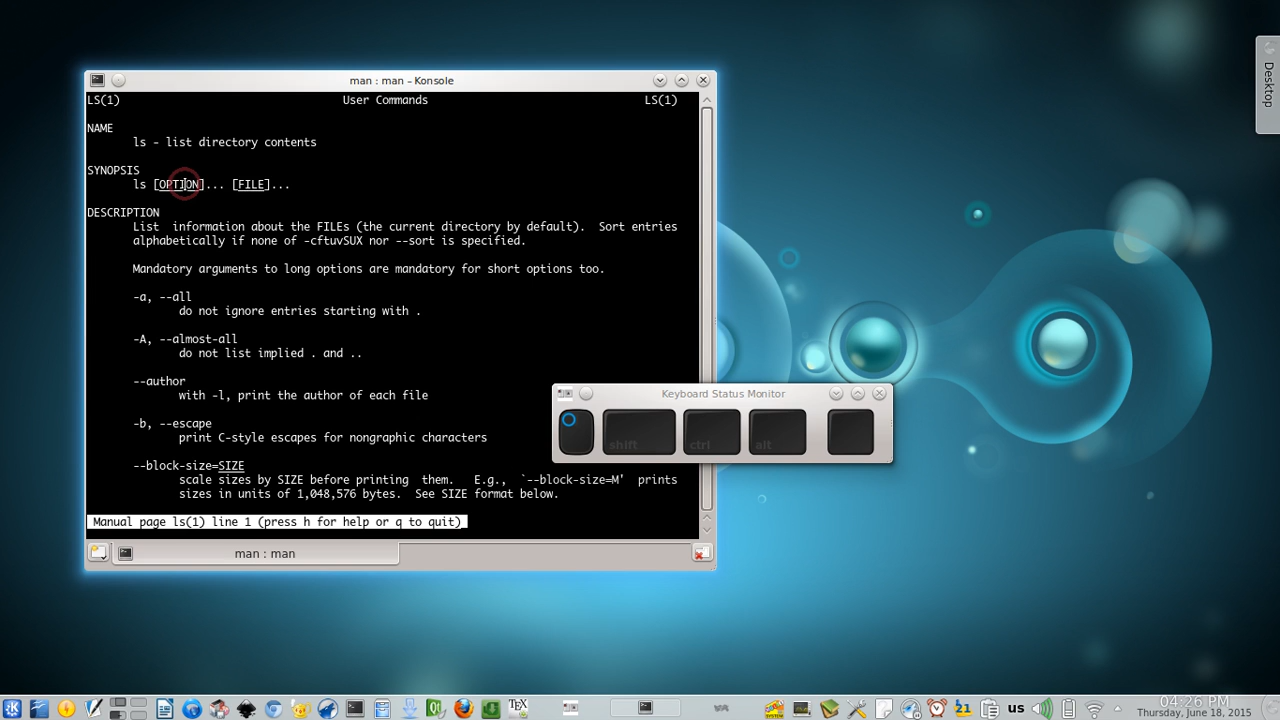 man : man – Konsole
LS(1) User Commands LS(1)
NAME
ls - list directory contents
SYNOPSIS
ls [OPTION]... [FILE]...
DESCRIPTION
List information about the FILEs (the current directory by default). Sort entries
alphabetically if none of -cftuvSUX nor --sort is specified.
Mandatory arguments to long options are mandatory for short options too.
-a, --all
do not ignore entries starting with .
-A, --almost-all
do not list implied . and ..
--author
with -l, print the author of each file
-b, --escape
print C-style escapes for nongraphic characters
--block-size=SIZE
scale sizes by SIZE before printing them. E.g., `--block-size=M' prints
sizes in units of 1,048,576 bytes. See SIZE format below.
Manual page ls(1) line 1 (press h for help or q to quit)
man : man
Keyboard Status Monitor
shift ctrl alt
Desktop
TEX
21
us
04:26 PM
Thursday, June 18, 2015